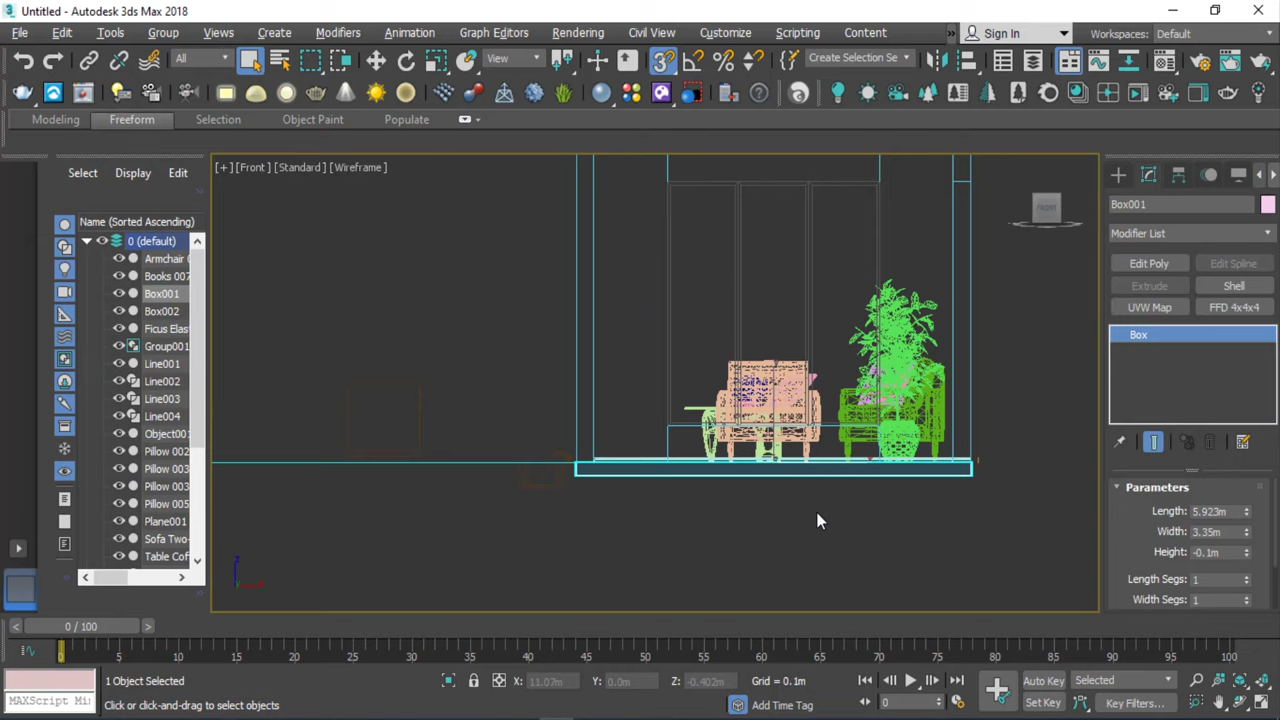 Untitled - Autodesk 3ds Max 2018
File Edit Tools Group Views Create Modifiers Animation Graph Editors Rendering Civil View Customize Scripting Content » Sign In Workspaces: Default
All View Create Selection Se
Modeling Freeform Selection Object Paint Populate
Select Display Edit
[+] [Front] [Standard] [Wireframe]
FRONT
Name (Sorted Ascending)
0 (default)
Armchair 0
Books 007
Box001
Box002
Ficus Elast
Group001
Line001
Line002
Line003
Line004
Object001
Pillow 002
Pillow 003
Pillow 003
Pillow 005
Plane001
Sofa Two-
Table Cof
Box001
Modifier List
Edit Poly Edit Spline
Extrude Shell
UVW Map FFD 4x4x4
Box
Parameters
Length: 5.923m
Width: 3.35m
Height: -0.1m
Length Segs: 1
Width Segs: 1
< 0 / 100 >
0 5 10 15 20 25 30 35 40 45 50 55 60 65 70 75 80 85 90 95 100
1 Object Selected X: 11.07m Y: 0.0m Z: -0.402m Grid = 0.1m Auto Key Selected
MAXScript Mi Click or click-and-drag to select objects Add Time Tag 0 Set Key Key Filters...